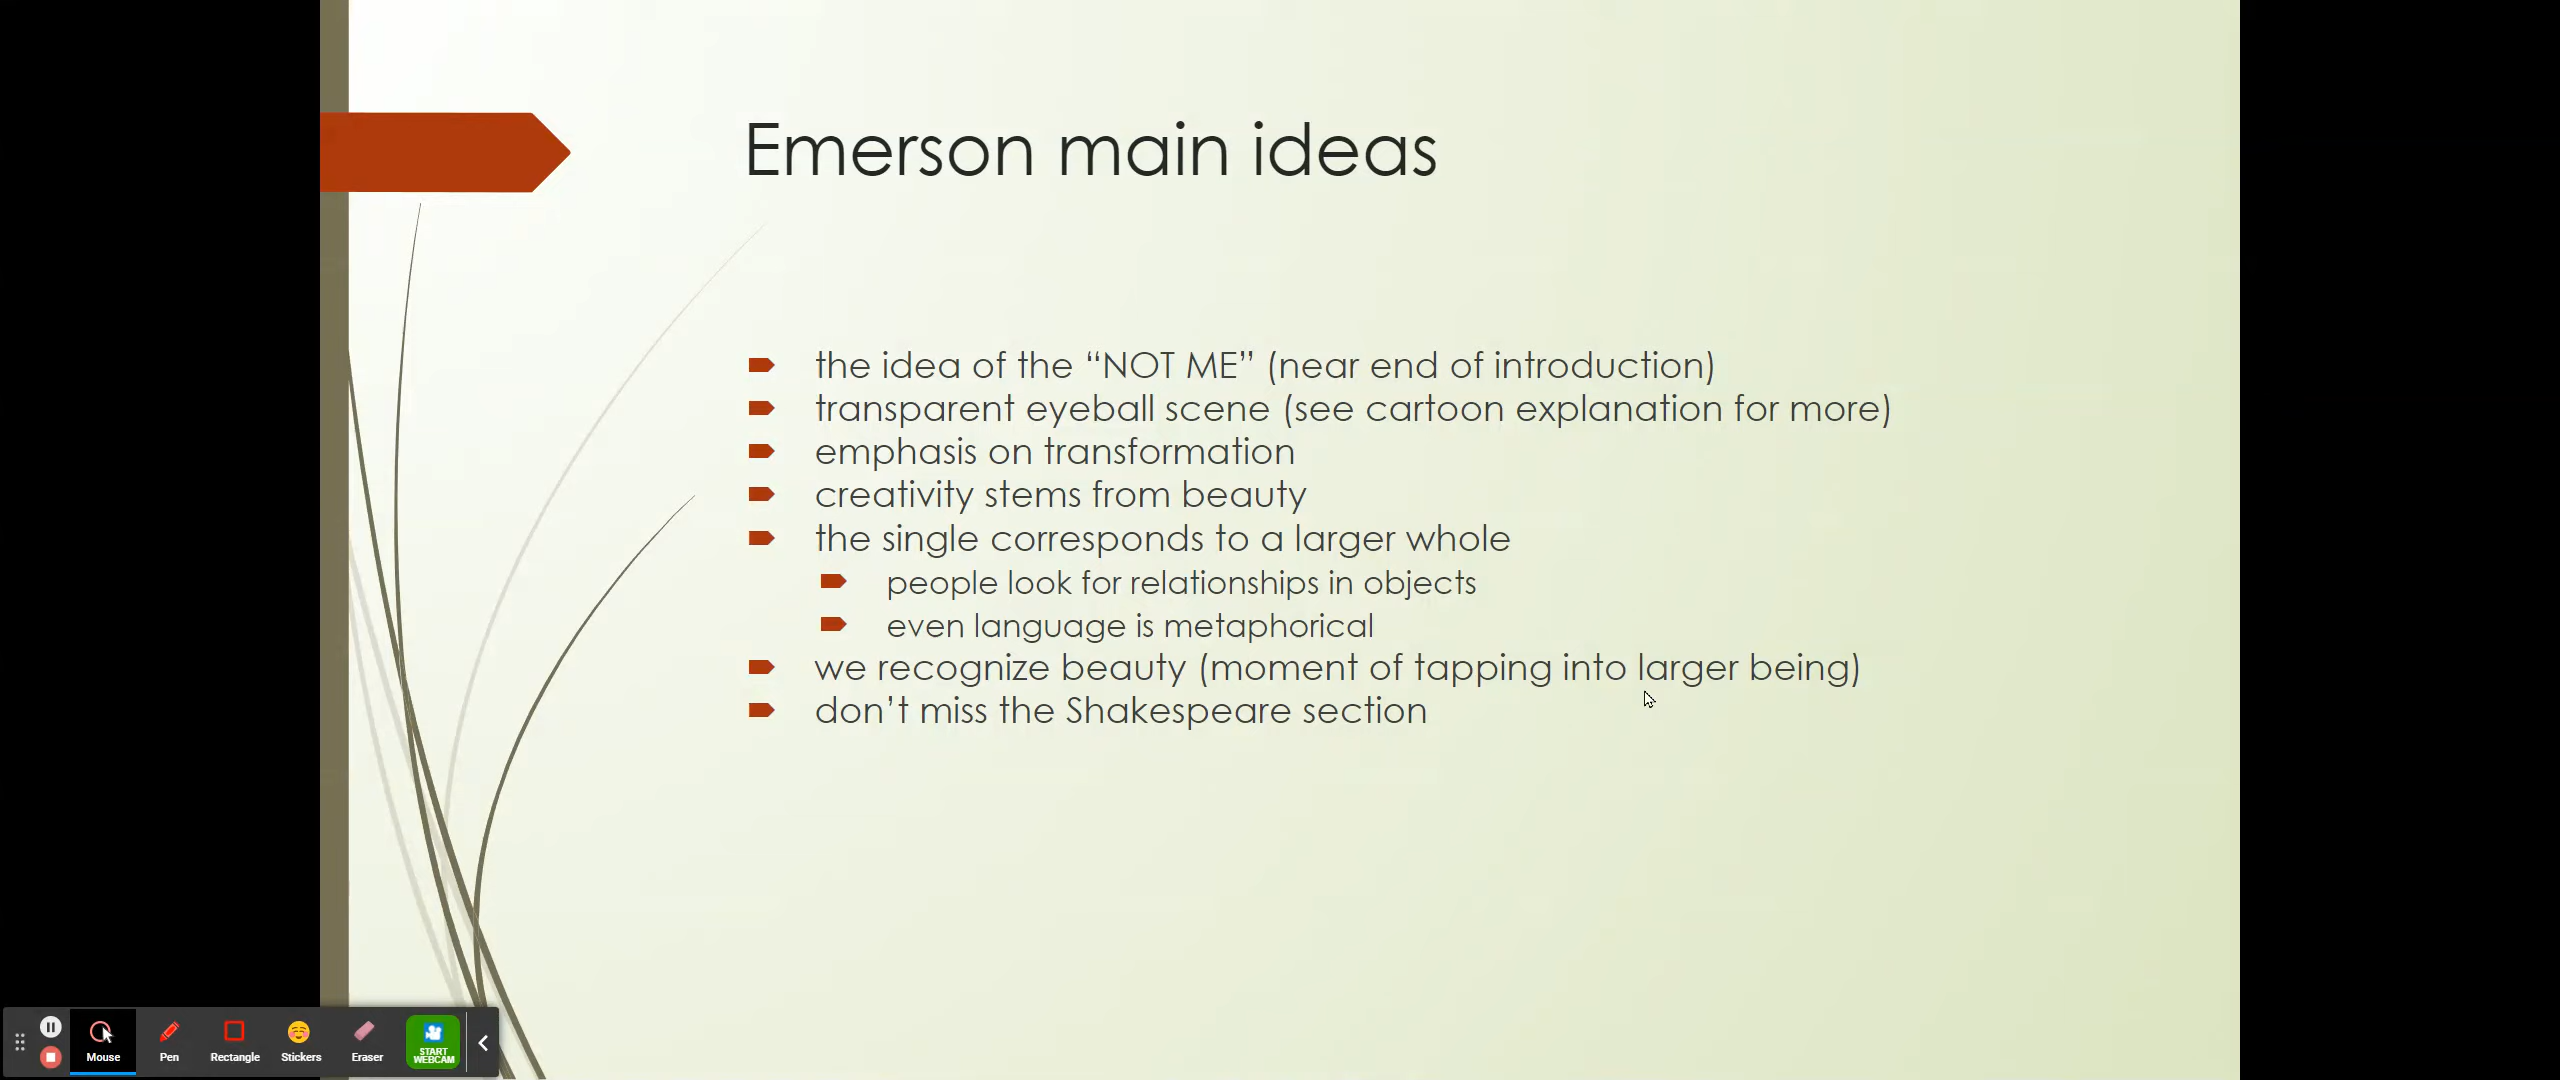 Emerson main ideas
the idea of the “NOT ME” (near end of introduction)
transparent eyeball scene (see cartoon explanation for more)
emphasis on transformation
creativity stems from beauty
the single corresponds to a larger whole
people look for relationships in objects
even language is metaphorical
we recognize beauty (moment of tapping into larger being)
don’t miss the Shakespeare section
Mouse Pen Rectangle Stickers Eraser START
WEBCAM